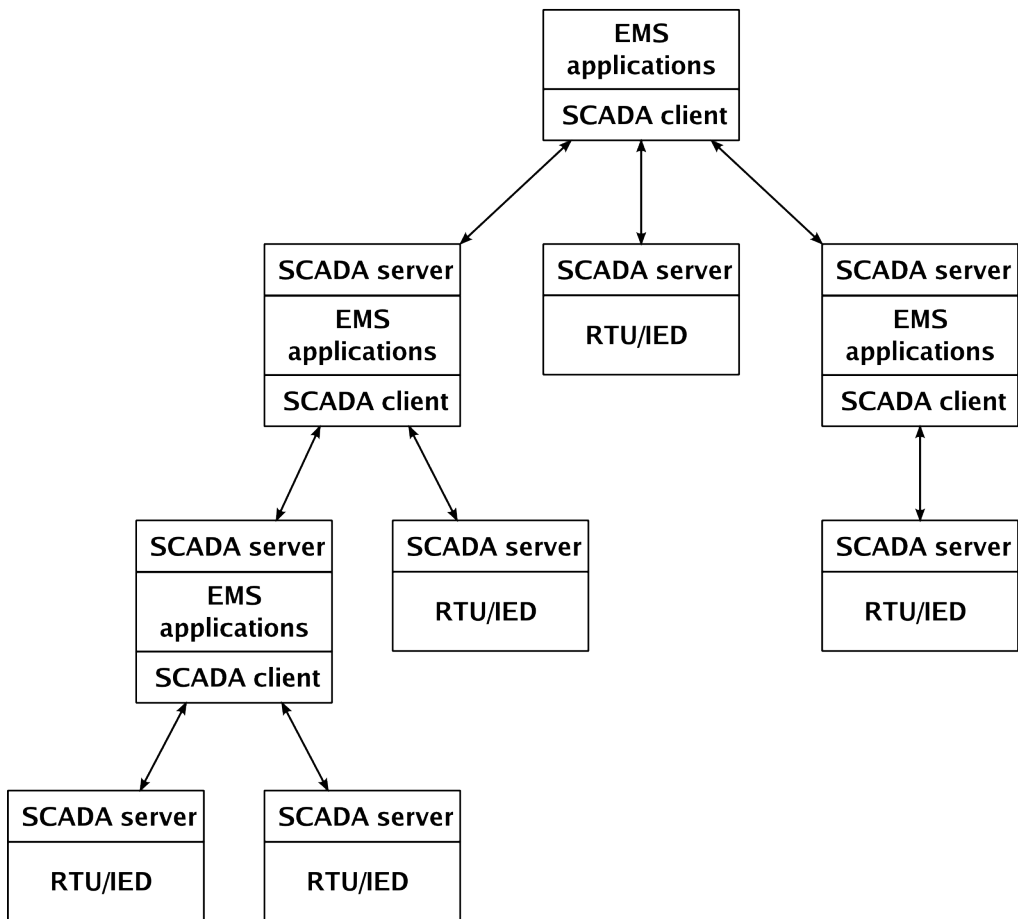 EMS
applications
SCADA client
SCADA server
EMS
applications
SCADA client
SCADA server
RTU/IED
SCADA server
EMS
applications
SCADA client
SCADA server
EMS
applications
SCADA client
SCADA server
RTU/IED
SCADA server
RTU/IED
SCADA server
RTU/IED
SCADA server
RTU/IED